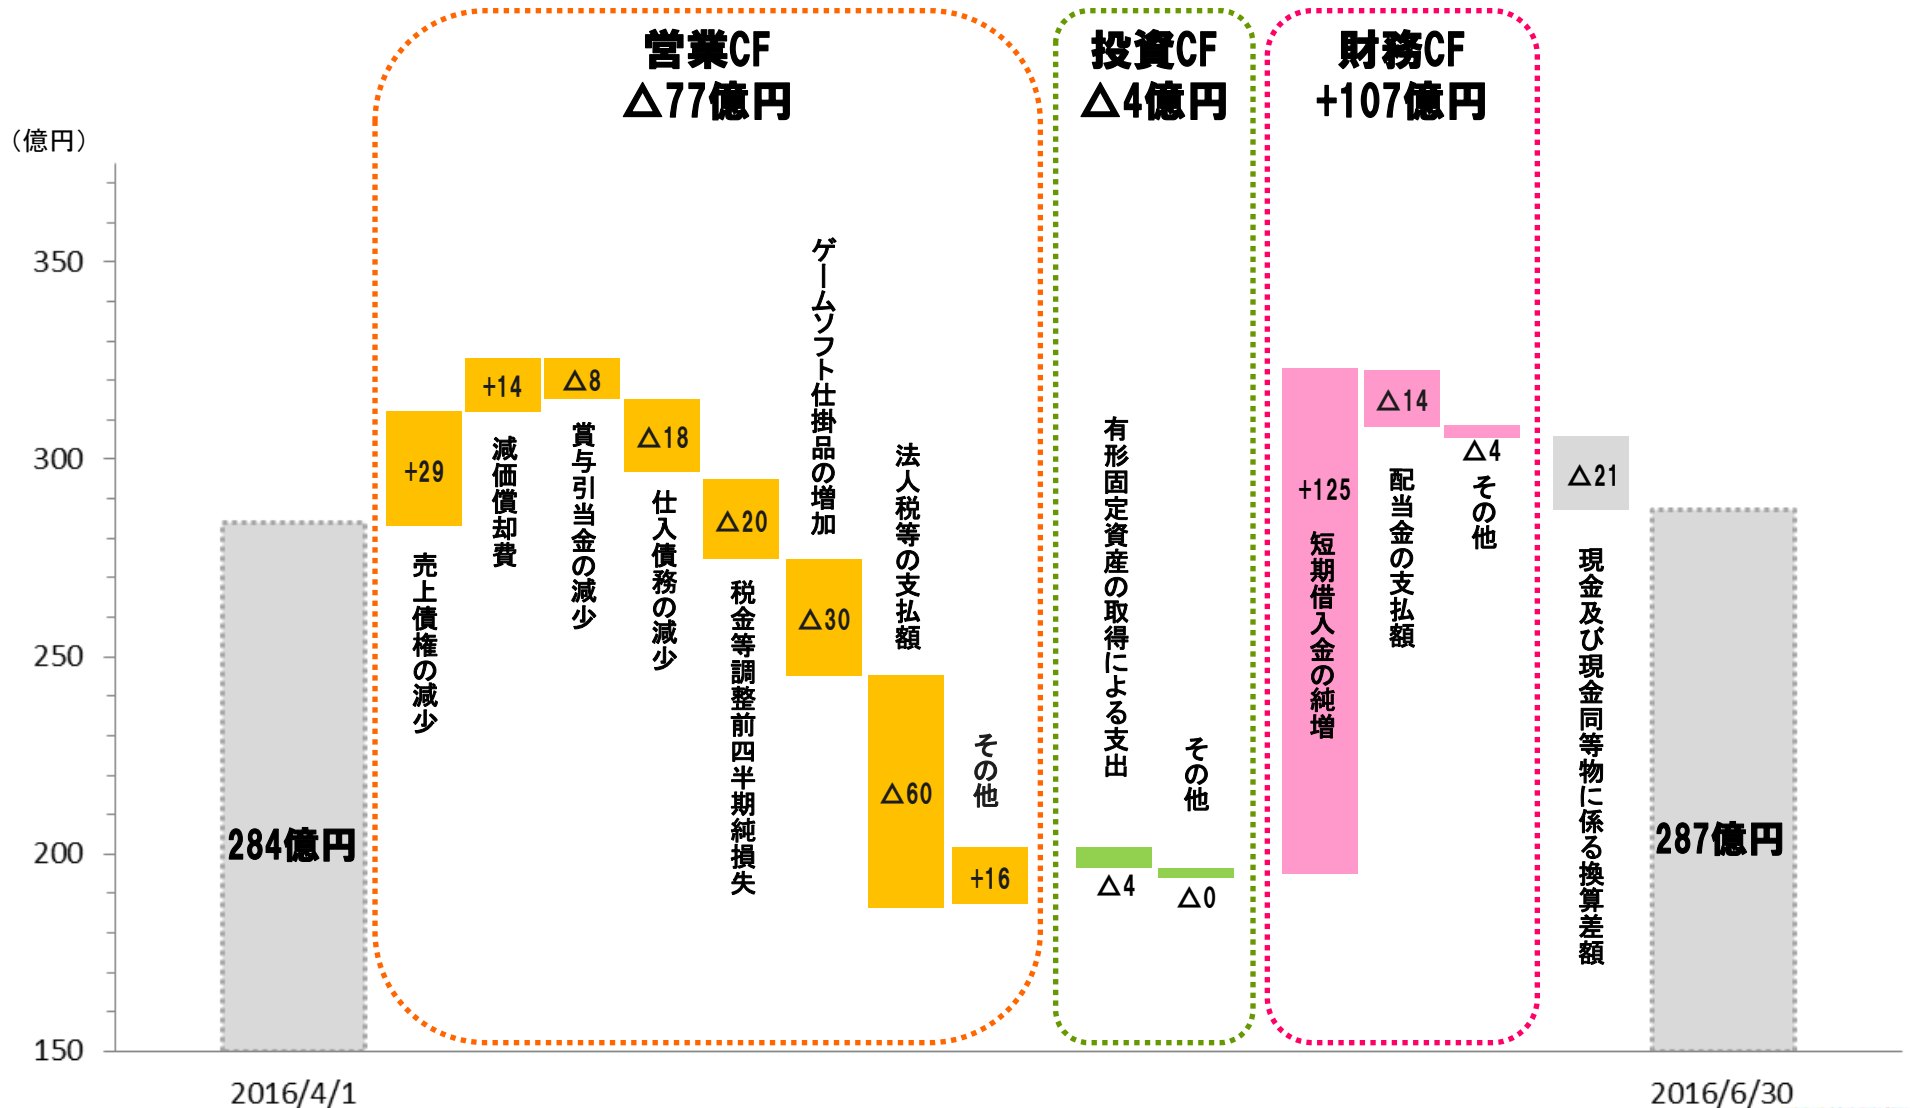 営業CF
△77億円
投資CF
△4億円
財務CF
+107億円
（億円）
350
300
250
200
150
284億円
+29
売上債権の減少
+14
減価償却費
△8
賞与引当金の減少
△18
仕入債務の減少
△20
税金等調整前四半期純損失
ゲームソフト仕掛品の増加
△30
法人税等の支払額
△60
その他
+16
有形固定資産の取得による支出
△4
その他
△0
+125
短期借入金の純増
△14
配当金の支払額
△4
その他
△21
現金及び現金同等物に係る換算差額
287億円
2016/4/1
2016/6/30